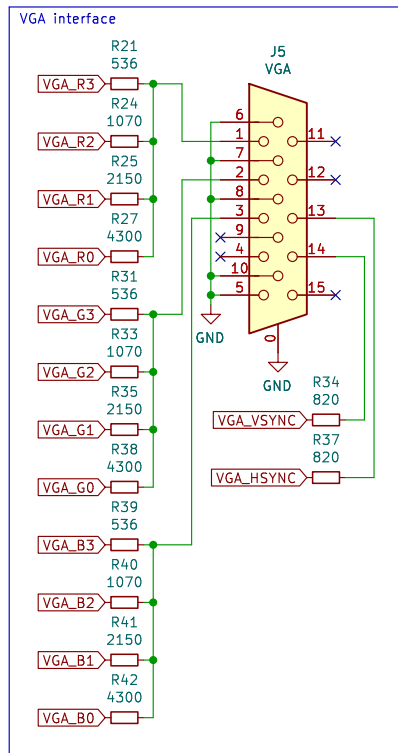 VGA interface
R21
536
VGA_R3
R24
1070
VGA_R2
R25
2150
VGA_R1
R27
4300
VGA_R0
R31
536
VGA_G3
R33
1070
VGA_G2
R35
2150
VGA_G1
R38
4300
VGA_G0
R39
536
VGA_B3
R40
1070
VGA_B2
R41
2150
VGA_B1
R42
4300
VGA_B0
J5
VGA
6
1
11
7
2
12
8
3
13
9
4
14
10
5
15
0
GND
GND
R34
820
VGA_VSYNC
R37
820
VGA_HSYNC